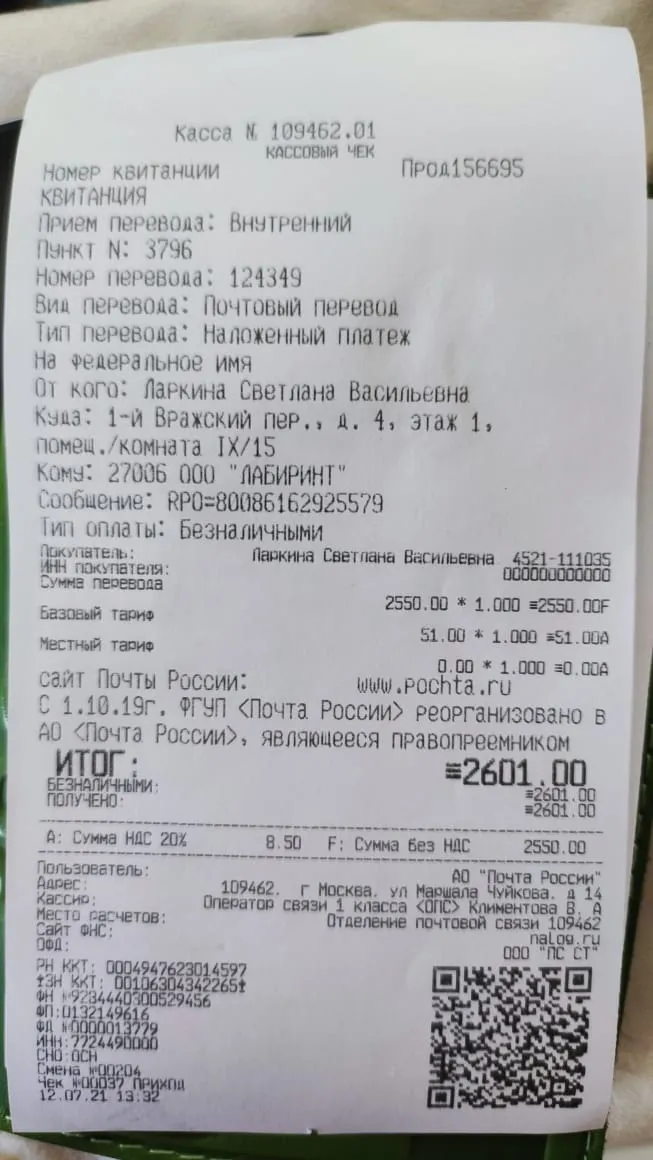 Касса № 109462.01
КАССОВЫЙ ЧЕК
Номер квитанции Прод156695
КВИТАНЦИЯ
Прием перевода: Внутренний
Пункт N: 3796
Номер перевода: 124349
Вид перевода: Почтовый перевод
Тип перевода: Наложенный платеж
На федеральное имя
От кого: Ларкина Светлана Васильевна
Куда: 1-й Вражский пер., д. 4, этаж 1,
помещ./комната IX/15
Кому: 27006 ООО "ЛАБИРИНТ"
Сообщение: RPO=80086162925579
Тип оплаты: Безналичными
Покупатель: Ларкина Светлана Васильевна 4521-111035
ИНН покупателя: 000000000000
Сумма перевода
2550.00 * 1.000 ≡2550.00F
Базовый тариф
51.00 * 1.000 ≡51.00A
Местный тариф
0.00 * 1.000 ≡0.00A
сайт Почты России: www.pochta.ru
С 1.10.19г. ФГУП <Почта России> реорганизовано в
АО <Почта России>, являющееся правопреемником
ИТОГ: ≡2601.00
БЕЗНАЛИЧНЫМИ: ≡2601.00
ПОЛУЧЕНО: ≡2601.00
А: Сумма НДС 20% 8.50 F: Сумма без НДС 2550.00
Пользователь: АО "Почта России"
Адрес: 109462, г Москва, ул Маршала Чуйкова, д 14
Кассир: Оператор связи 1 класса <ОПС> Климентова В. А
Место расчетов: Отделение почтовой связи 109462
Сайт ФНС: nalog.ru
ОФД: ООО "ПС СТ"
РН ККТ: 0004947623014597
‡ЗН ККТ: 00106304342265‡
ФН №9234440300529456
ФП:0132149616
ФД №0000013779
ИНН:7724490000
СНО:ОСН
Смена №00204
Чек №00037 ПРИХОД
12.07.21 13:32